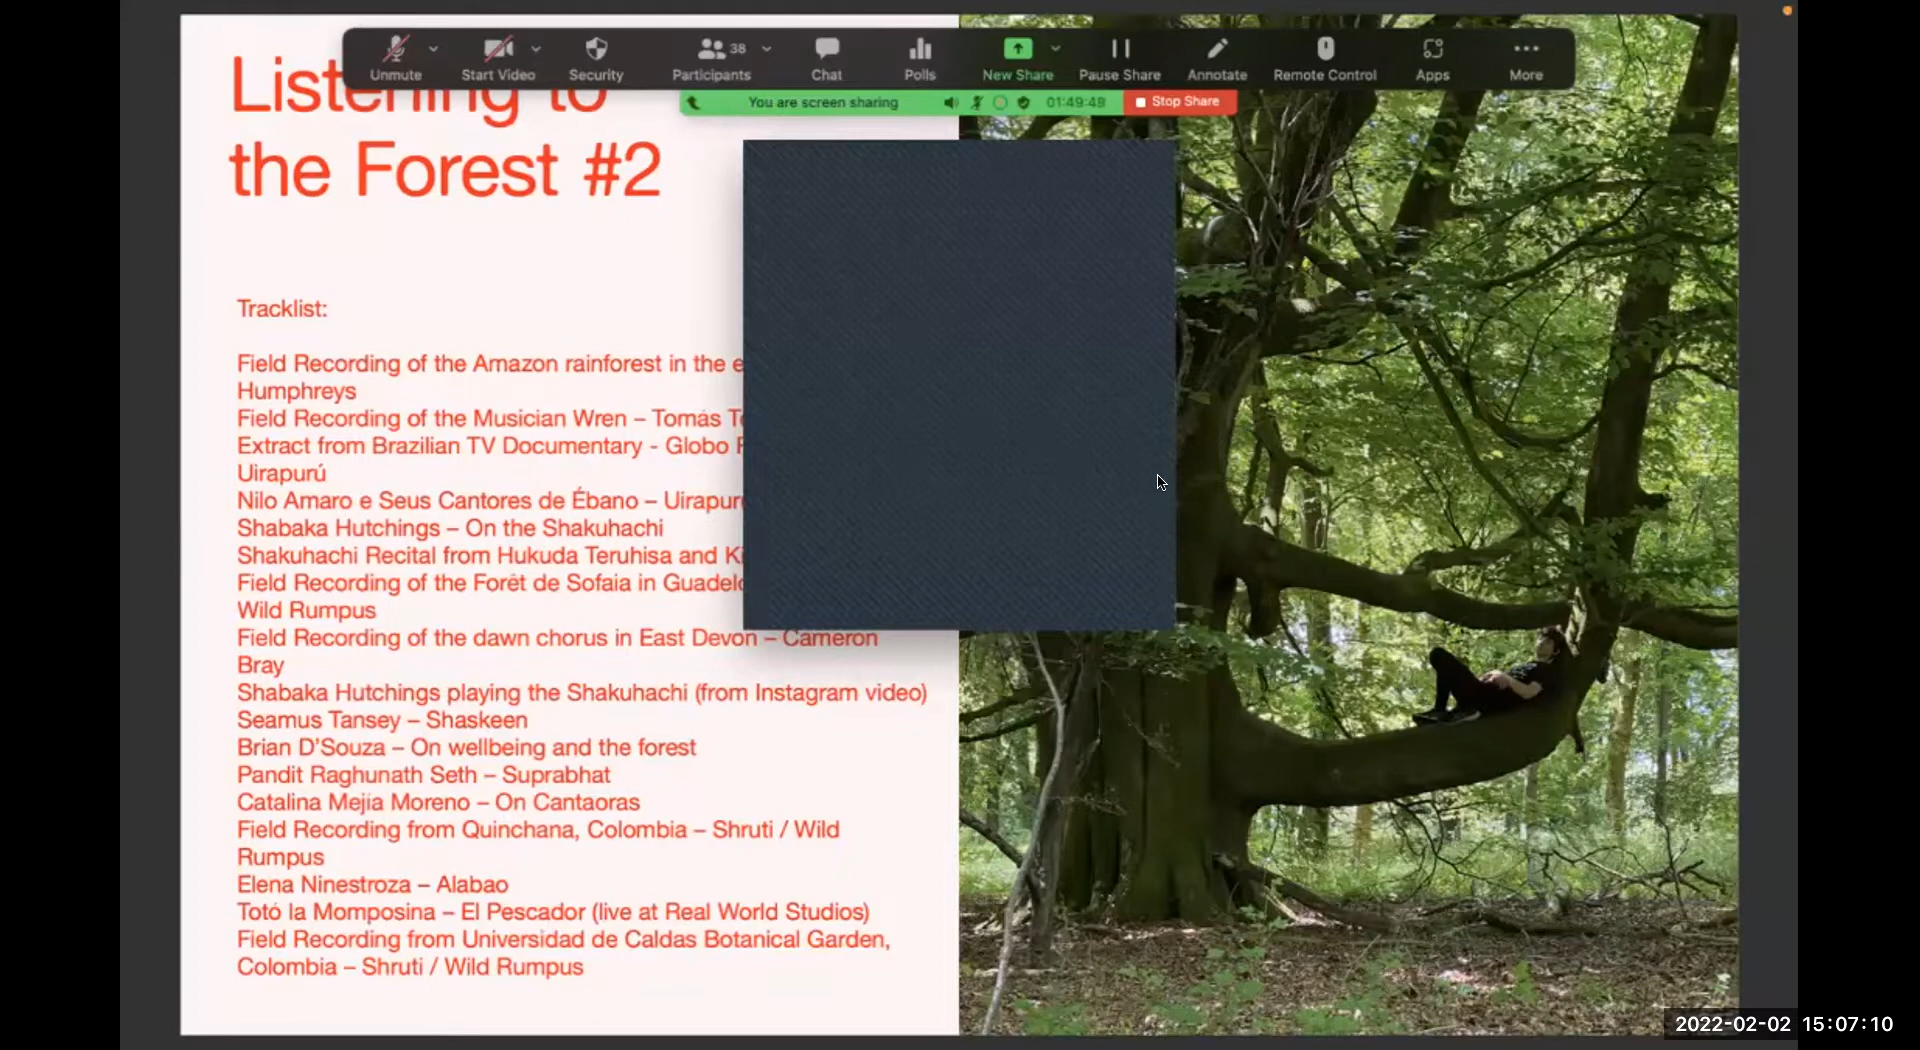 Unmute
Start Video
Security
Participants
38
Chat
Polls
New Share
Pause Share
Annotate
Remote Control
Apps
More
You are screen sharing
01:49:48
Stop Share
Listening to
the Forest #2
Tracklist:
Field Recording of the Amazon rainforest in the
Humphreys
Field Recording of the Musician Wren – Tomás
Extract from Brazilian TV Documentary - Globo
Uirapurú
Nilo Amaro e Seus Cantores de Ébano –
Shabaka Hutchings – On the Shakuhachi
Shakuhachi Recital from Hukuda Teruhisa and
Field Recording of the Forêt de Sofaia in
Wild Rumpus
Field Recording of the dawn chorus in East Devon – Cameron
Bray
Shabaka Hutchings playing the Shakuhachi (from Instagram video)
Seamus Tansey – Shaskeen
Brian D'Souza – On wellbeing and the forest
Pandit Raghunath Seth – Suprabhat
Catalina Mejía Moreno – On Cantaoras
Field Recording from Quinchana, Colombia – Shruti / Wild
Rumpus
Elena Ninestroza – Alabao
Totó la Momposina – El Pescador (live at Real World Studios)
Field Recording from Universidad de Caldas Botanical Garden,
Colombia – Shruti / Wild Rumpus
2022-02-02 15:07:10